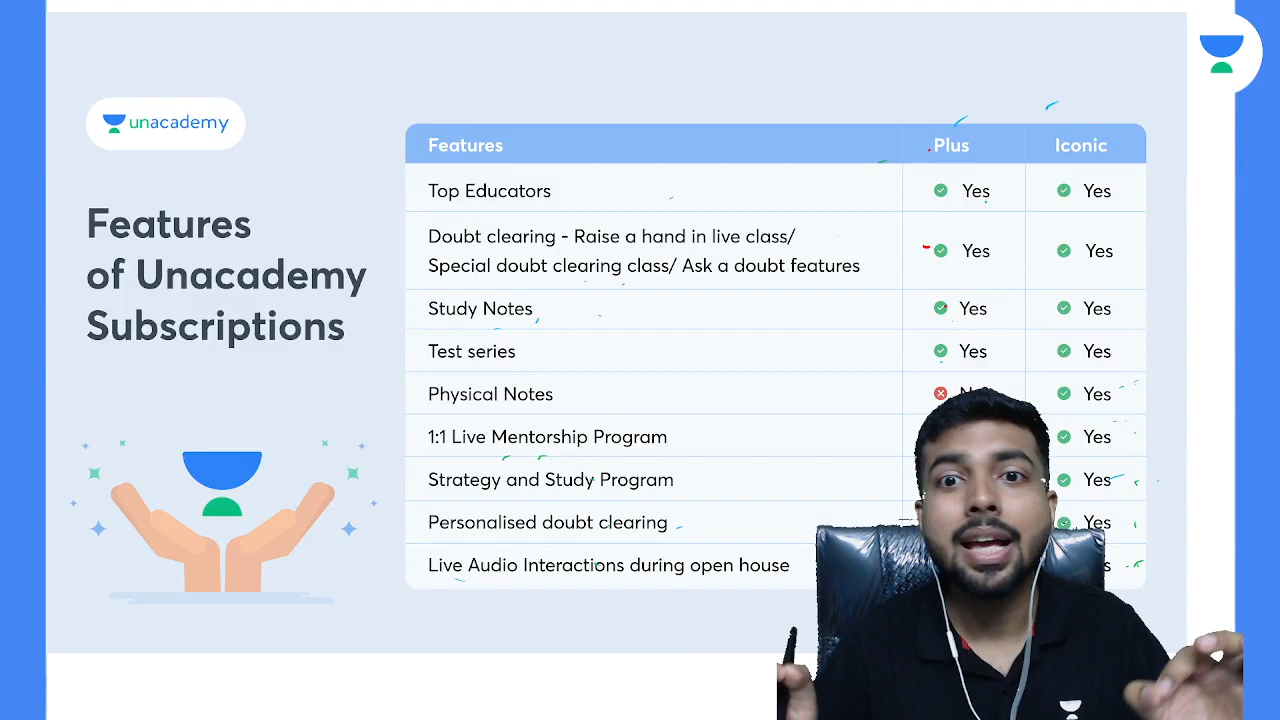 unacademy
Features
of Unacademy
Subscriptions
Features Plus Iconic
Top Educators Yes Yes
Doubt clearing - Raise a hand in live class/
Special doubt clearing class/ Ask a doubt features Yes Yes
Study Notes Yes Yes
Test series Yes Yes
Physical Notes Yes
1:1 Live Mentorship Program Yes
Strategy and Study Program Yes
Personalised doubt clearing Yes
Live Audio Interactions during open house